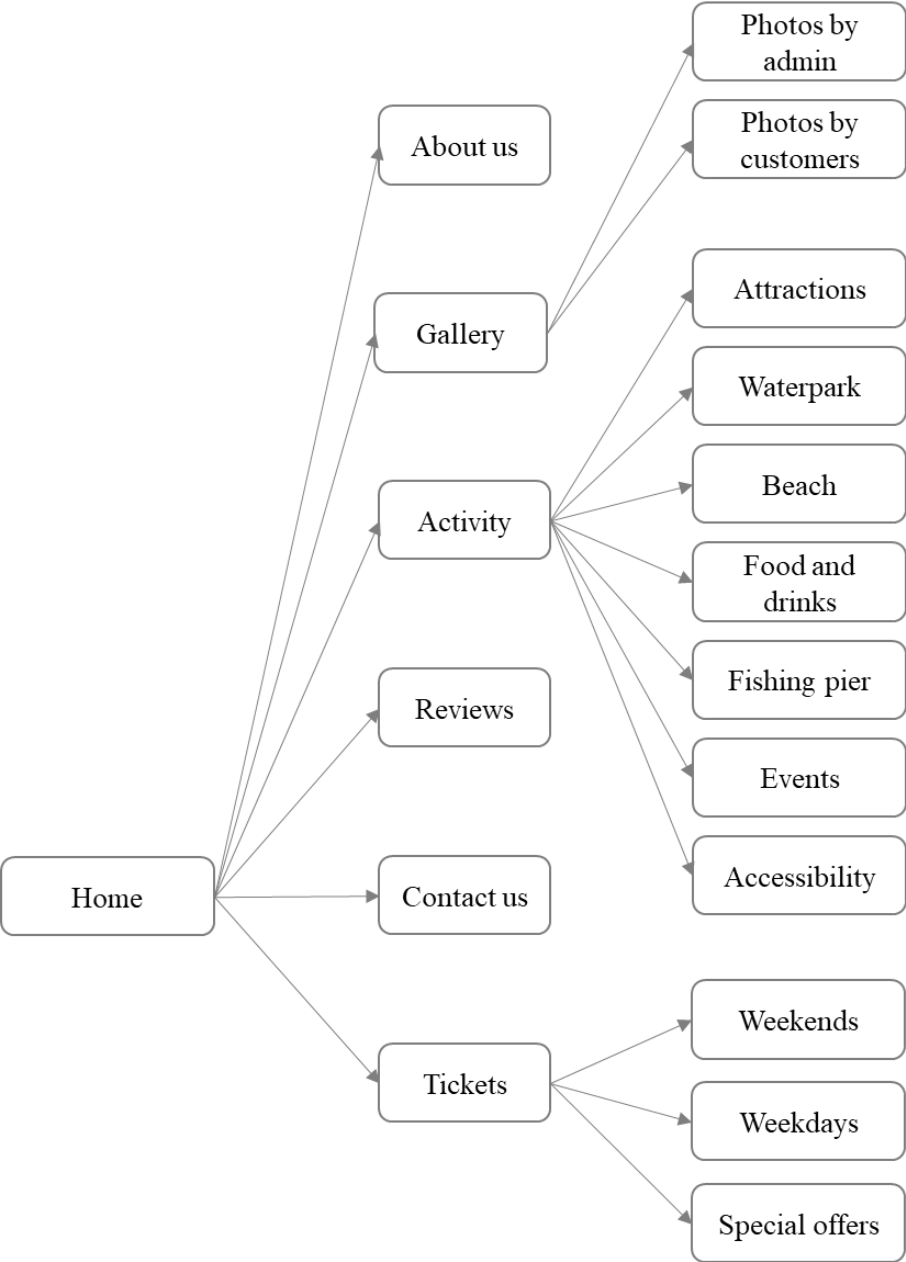 Home
About us
Gallery
Activity
Reviews
Contact us
Tickets
Photos by
admin
Photos by
customers
Attractions
Waterpark
Beach
Food and
drinks
Fishing pier
Events
Accessibility
Weekends
Weekdays
Special offers